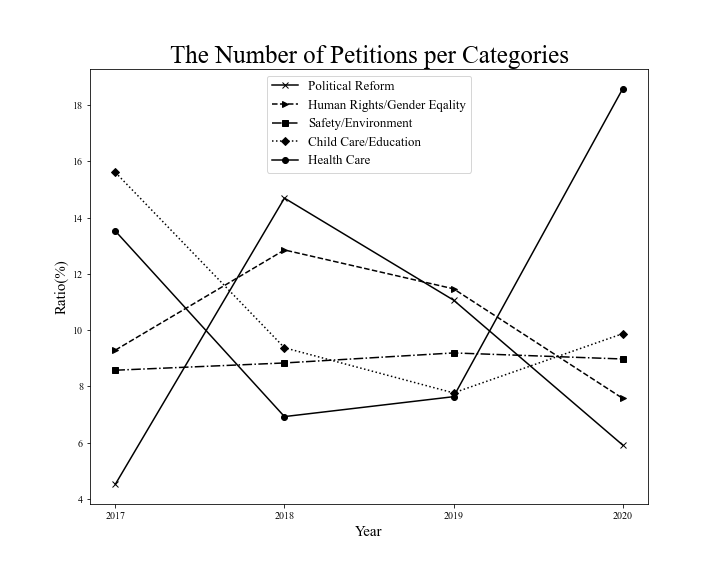 The Number of Petitions per Categories
Political Reform
Human Rights/Gender Eqality
Safety/Environment
Child Care/Education
Health Care
18
16
14
12
10
8
6
4
Ratio(%)
2017
2018
2019
2020
Year